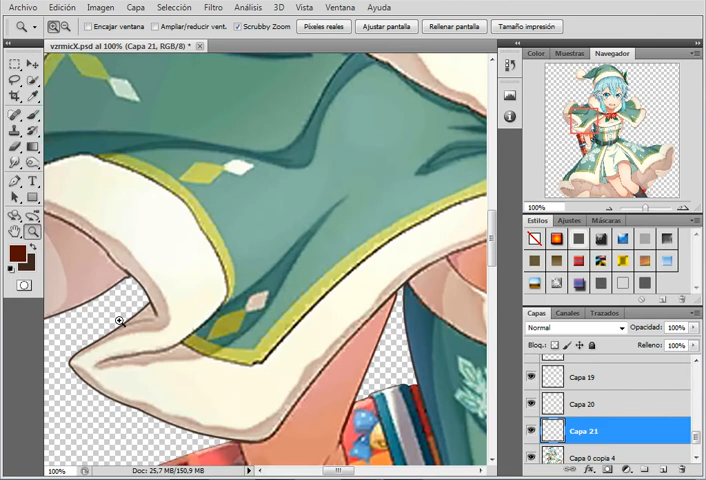 Archivo Edición Imagen Capa Selección Filtro Análisis 3D Vista Ventana Ayuda
Encajar ventana Ampliar/reducir vent. Scrubby Zoom Píxeles reales Ajustar pantalla Rellenar pantalla Tamaño impresión
vzrmicX.psd al 100% (Capa 21, RGB/8) *
Color Muestras Navegador
100%
Estilos Ajustes Máscaras
Capas Canales Trazados
Normal Opacidad: 100%
Bloq.: Relleno: 100%
Capa 19
Capa 20
Capa 21
Capa 0 copia 4
100% Doc: 25,7 MB/150,9 MB